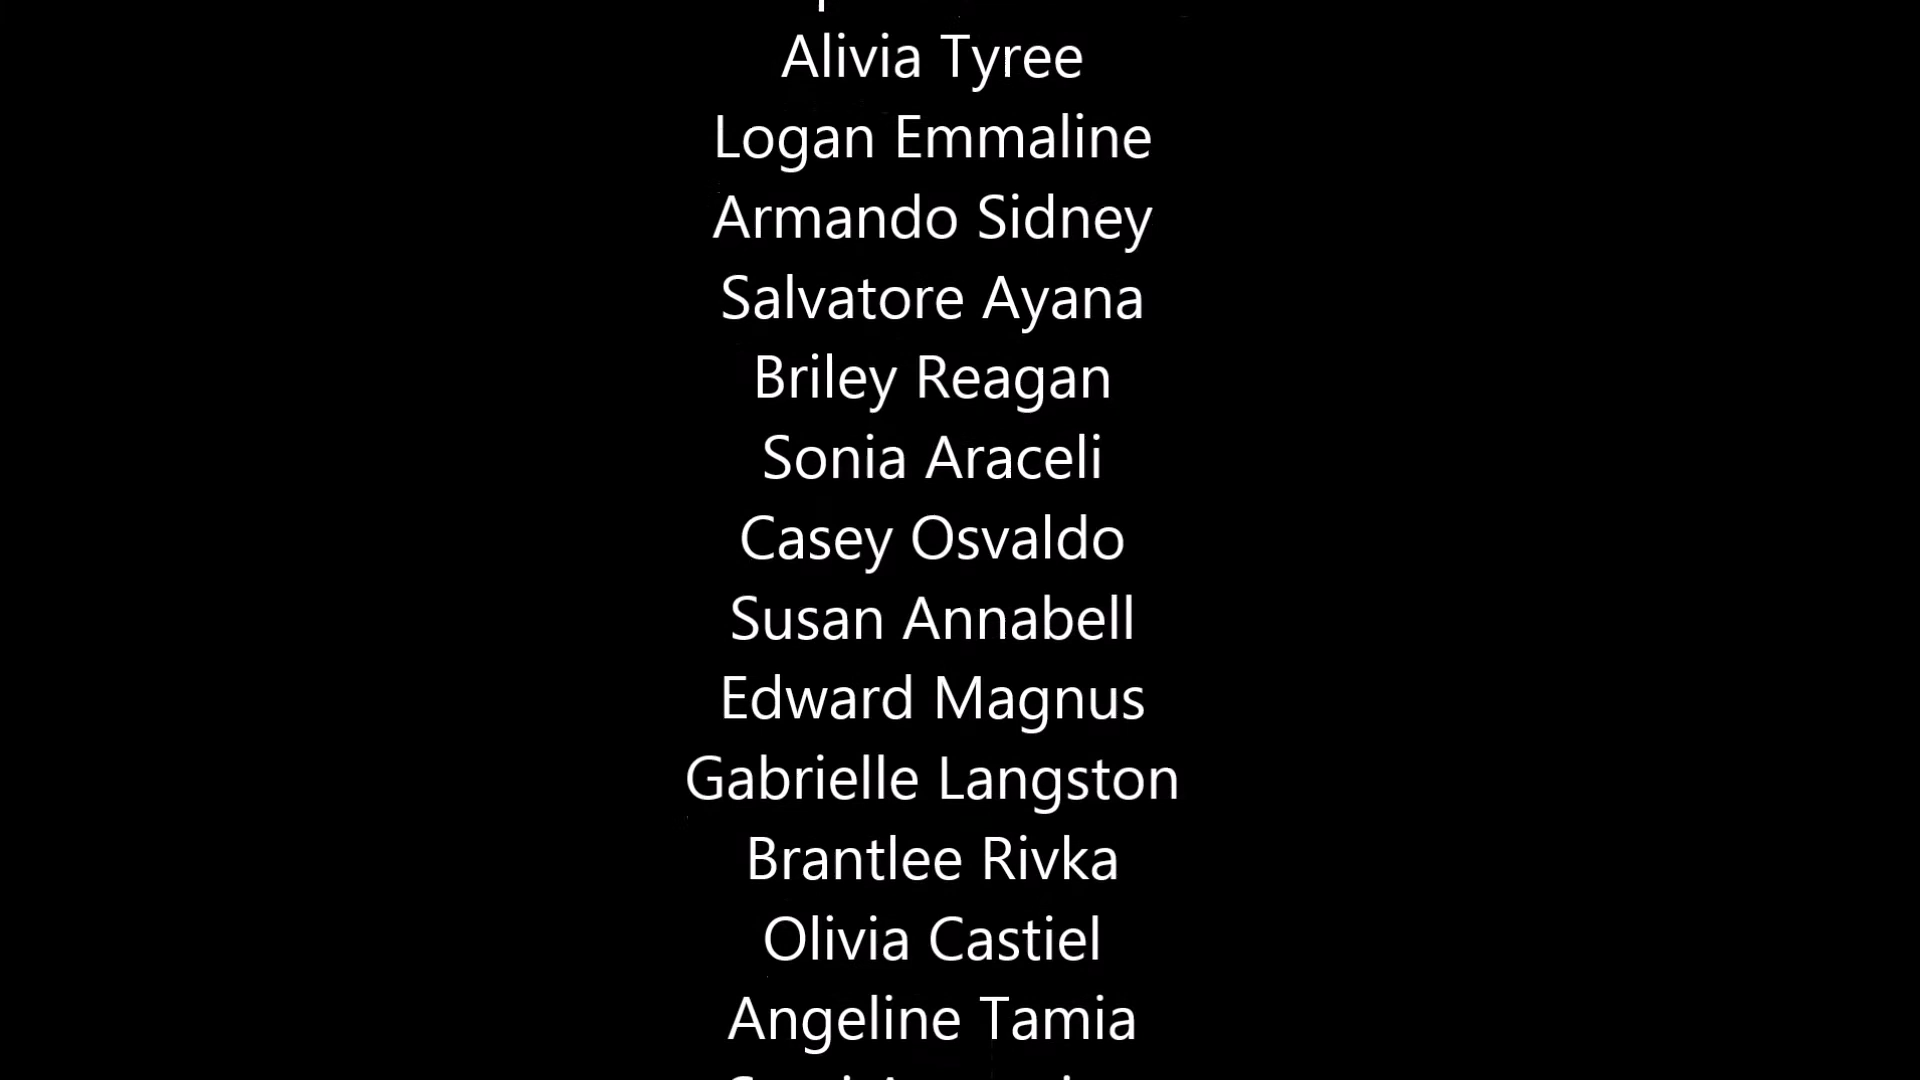 Alivia Tyree
Logan Emmaline
Armando Sidney
Salvatore Ayana
Briley Reagan
Sonia Araceli
Casey Osvaldo
Susan Annabell
Edward Magnus
Gabrielle Langston
Brantlee Rivka
Olivia Castiel
Angeline Tamia